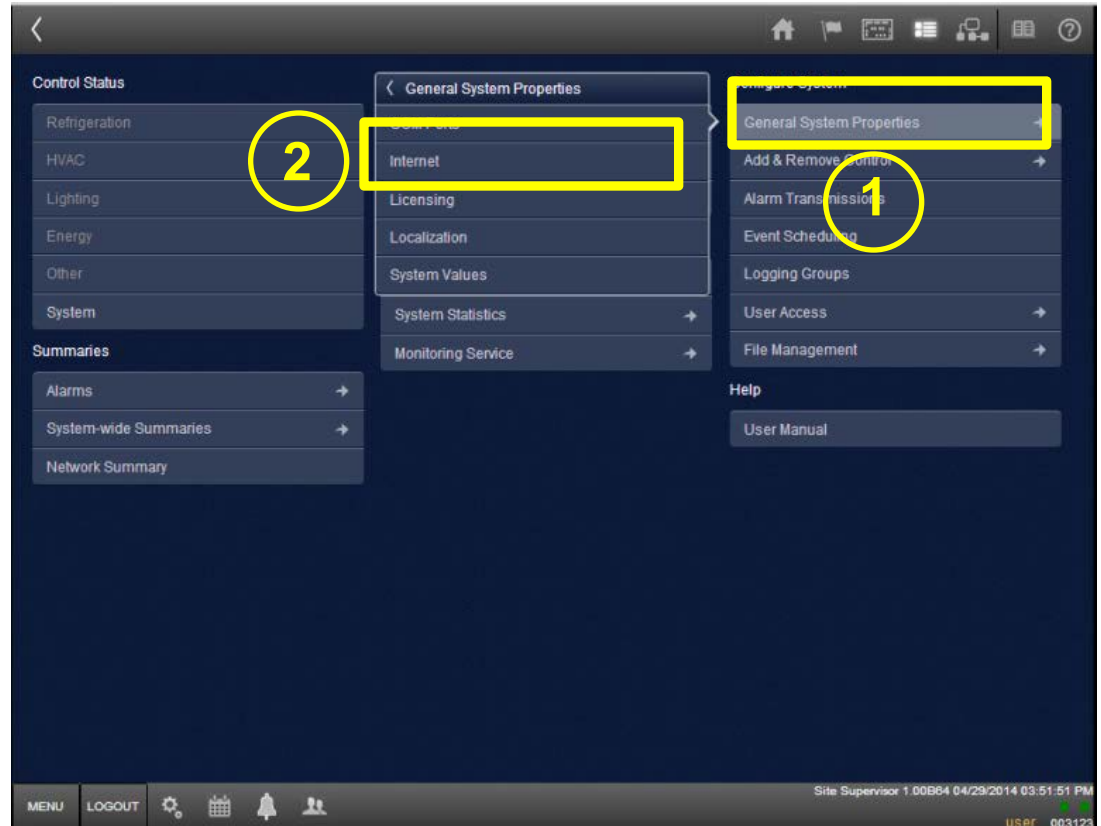 Control Status
Refrigeration
HVAC
Lighting
Energy
Other
System
Summaries
Alarms
System-wide Summaries
Network Summary
General System Properties
Internet
Licensing
Localization
System Values
System Statistics
Monitoring Service
2
General System Properties
Add & Remove Control
Alarm Transmissions
Event Scheduling
Logging Groups
User Access
File Management
1
Help
User Manual
MENU
LOGOUT
Site Supervisor 1.00B64 04/29/2014 03:51:51 PM
user 003123